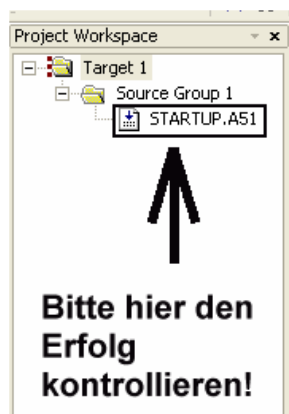 Project Workspace
Target 1
Source Group 1
STARTUP.A51
Bitte hier den
Erfolg
kontrollieren!